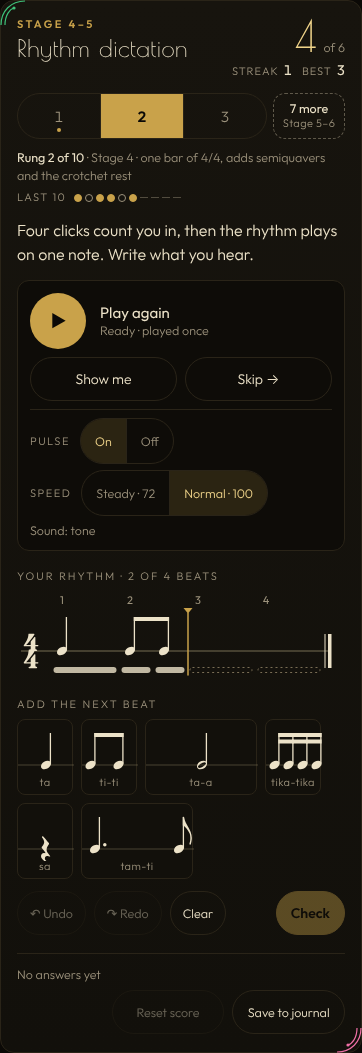 STAGE 4–5
Rhythm dictation
4 of 6
STREAK 1 BEST 3
1
2
3
7 more
Stage 5–6
Rung 2 of 10 · Stage 4 · one bar of 4/4, adds semiquavers
and the crotchet rest
LAST 10
Four clicks count you in, then the rhythm plays
on one note. Write what you hear.
Play again
Ready · played once
Show me
Skip →
PULSE
On
Off
SPEED
Steady · 72
Normal · 100
Sound: tone
YOUR RHYTHM · 2 OF 4 BEATS
1 2 3 4
4
4
ADD THE NEXT BEAT
ta
ti-ti
ta-a
tika-tika
sa
tam-ti
↶ Undo
↷ Redo
Clear
Check
No answers yet
Reset score
Save to journal